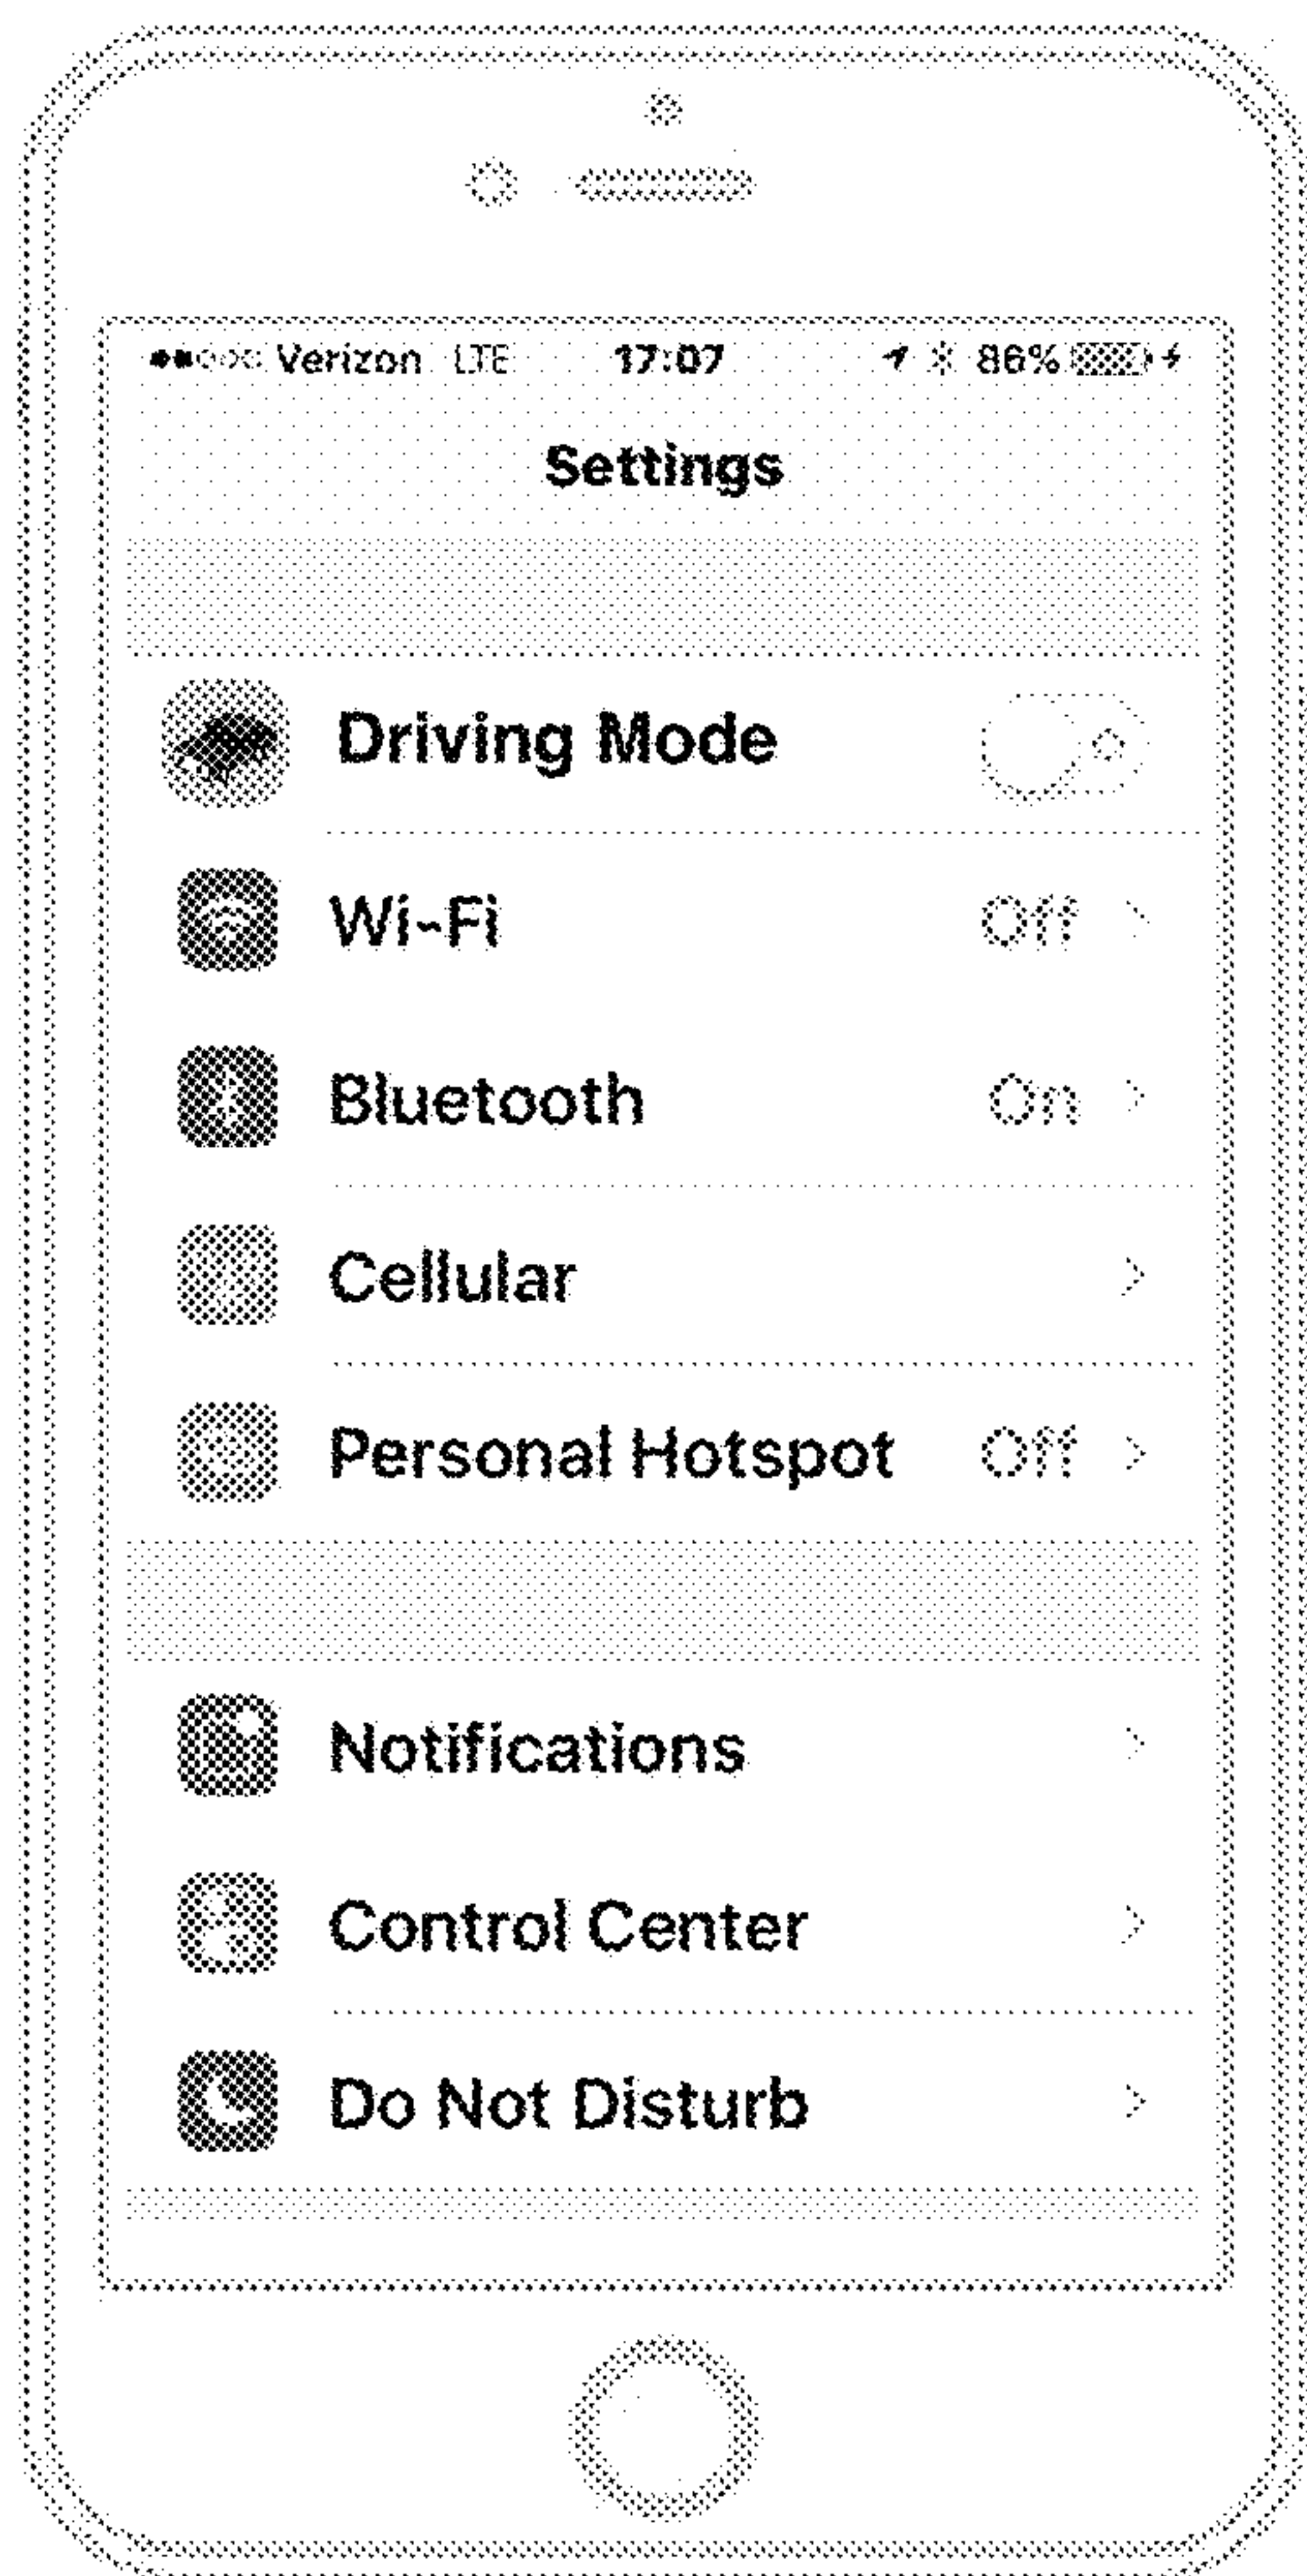 Verizon LTE 17:07 86%
Settings
Driving Mode
Wi-Fi Off
Bluetooth On
Cellular
Personal Hotspot Off
Notifications
Control Center
Do Not Disturb